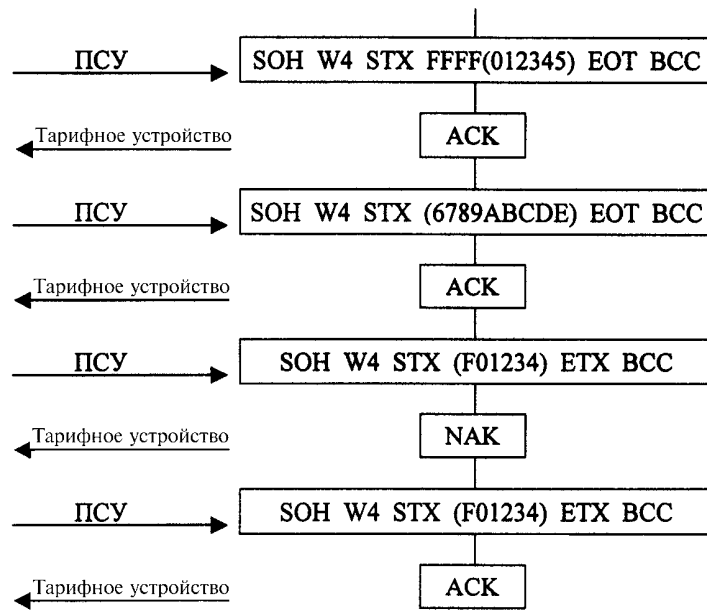 ПСУ SOH W4 STX FFFF(012345) EOT BCC
Тарифное устройство ACK
ПСУ SOH W4 STX (6789ABCDE) EOT BCC
Тарифное устройство ACK
ПСУ SOH W4 STX (F01234) ETX BCC
Тарифное устройство NAK
ПСУ SOH W4 STX (F01234) ETX BCC
Тарифное устройство ACK